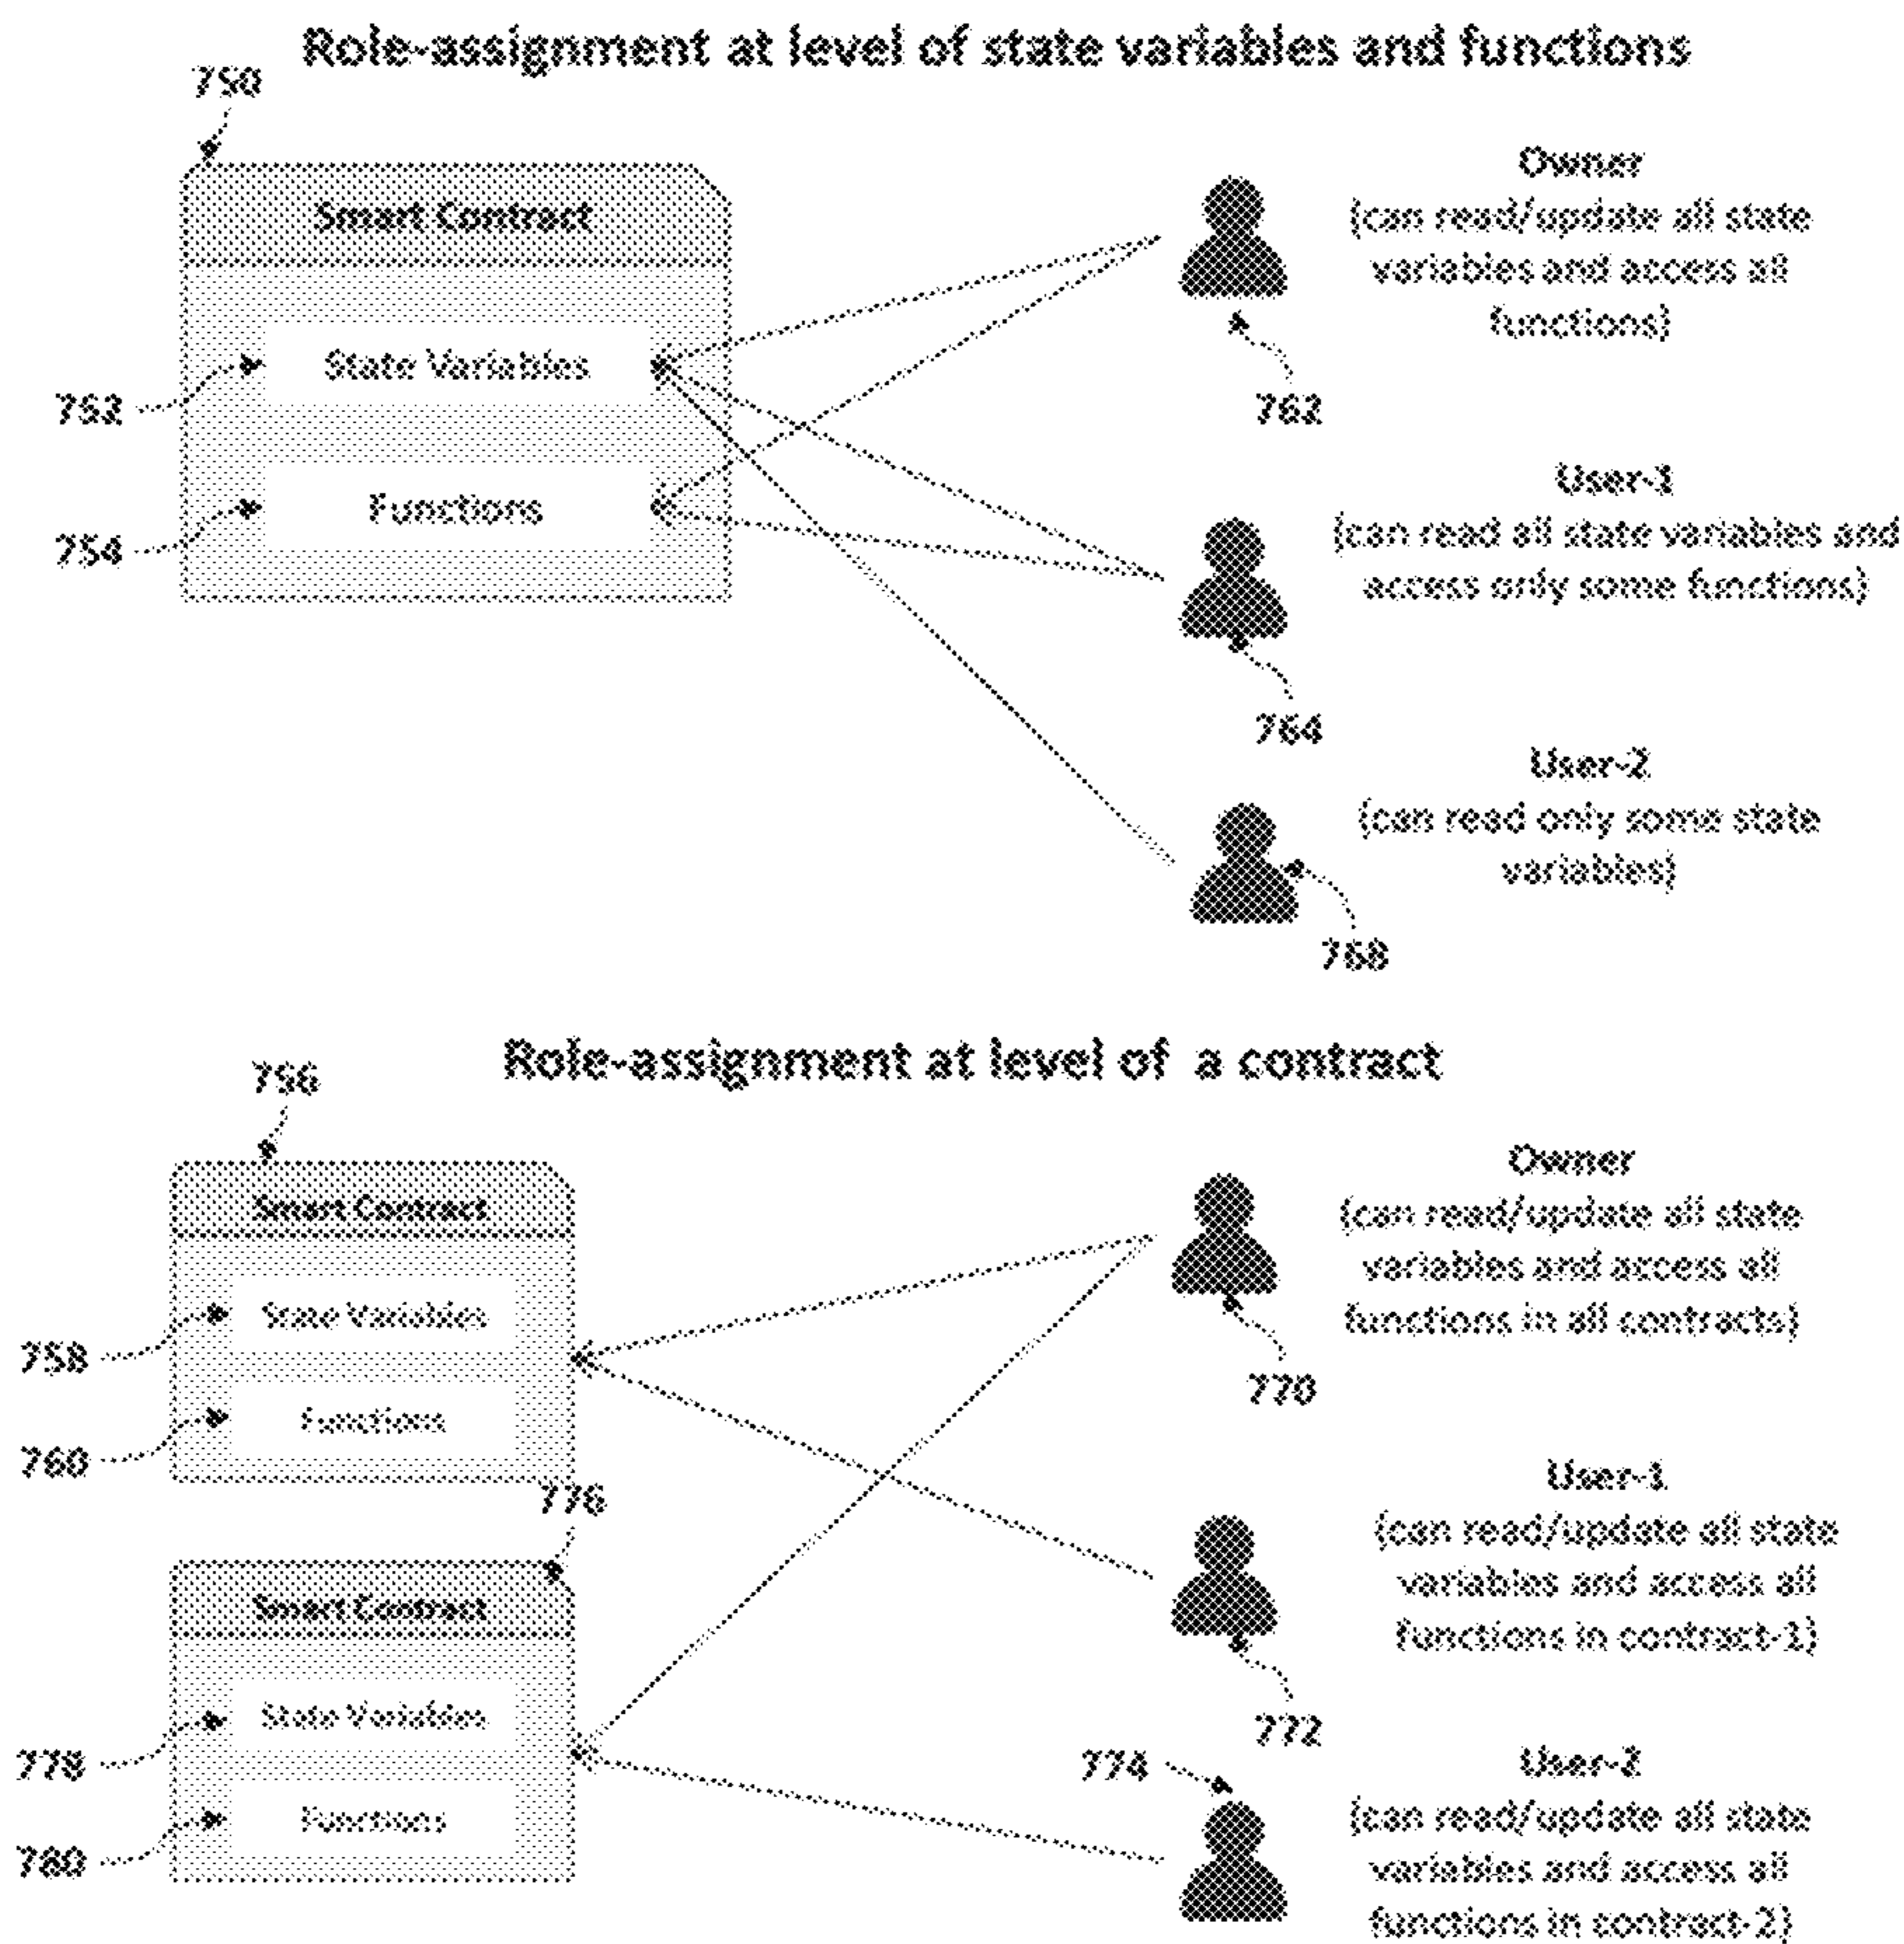 Role-assignment at level of state variables and functions
750
Smart Contract
State Variables
752
Functions
754
Owner
(can read/update all state
variables and access all
functions)
762
User-1
(can read all state variables and
access only some functions)
764
User-2
(can read only some state
variables)
768
Role-assignment at level of a contract
756
Smart Contract
State Variables
758
Functions
760
776
Smart Contract
State Variables
778
Functions
780
Owner
(can read/update all state
variables and access all
functions in all contracts)
770
User-1
(can read/update all state
variables and access all
functions in contract-1)
772
774
User-2
(can read/update all state
variables and access all
functions in contract-2)